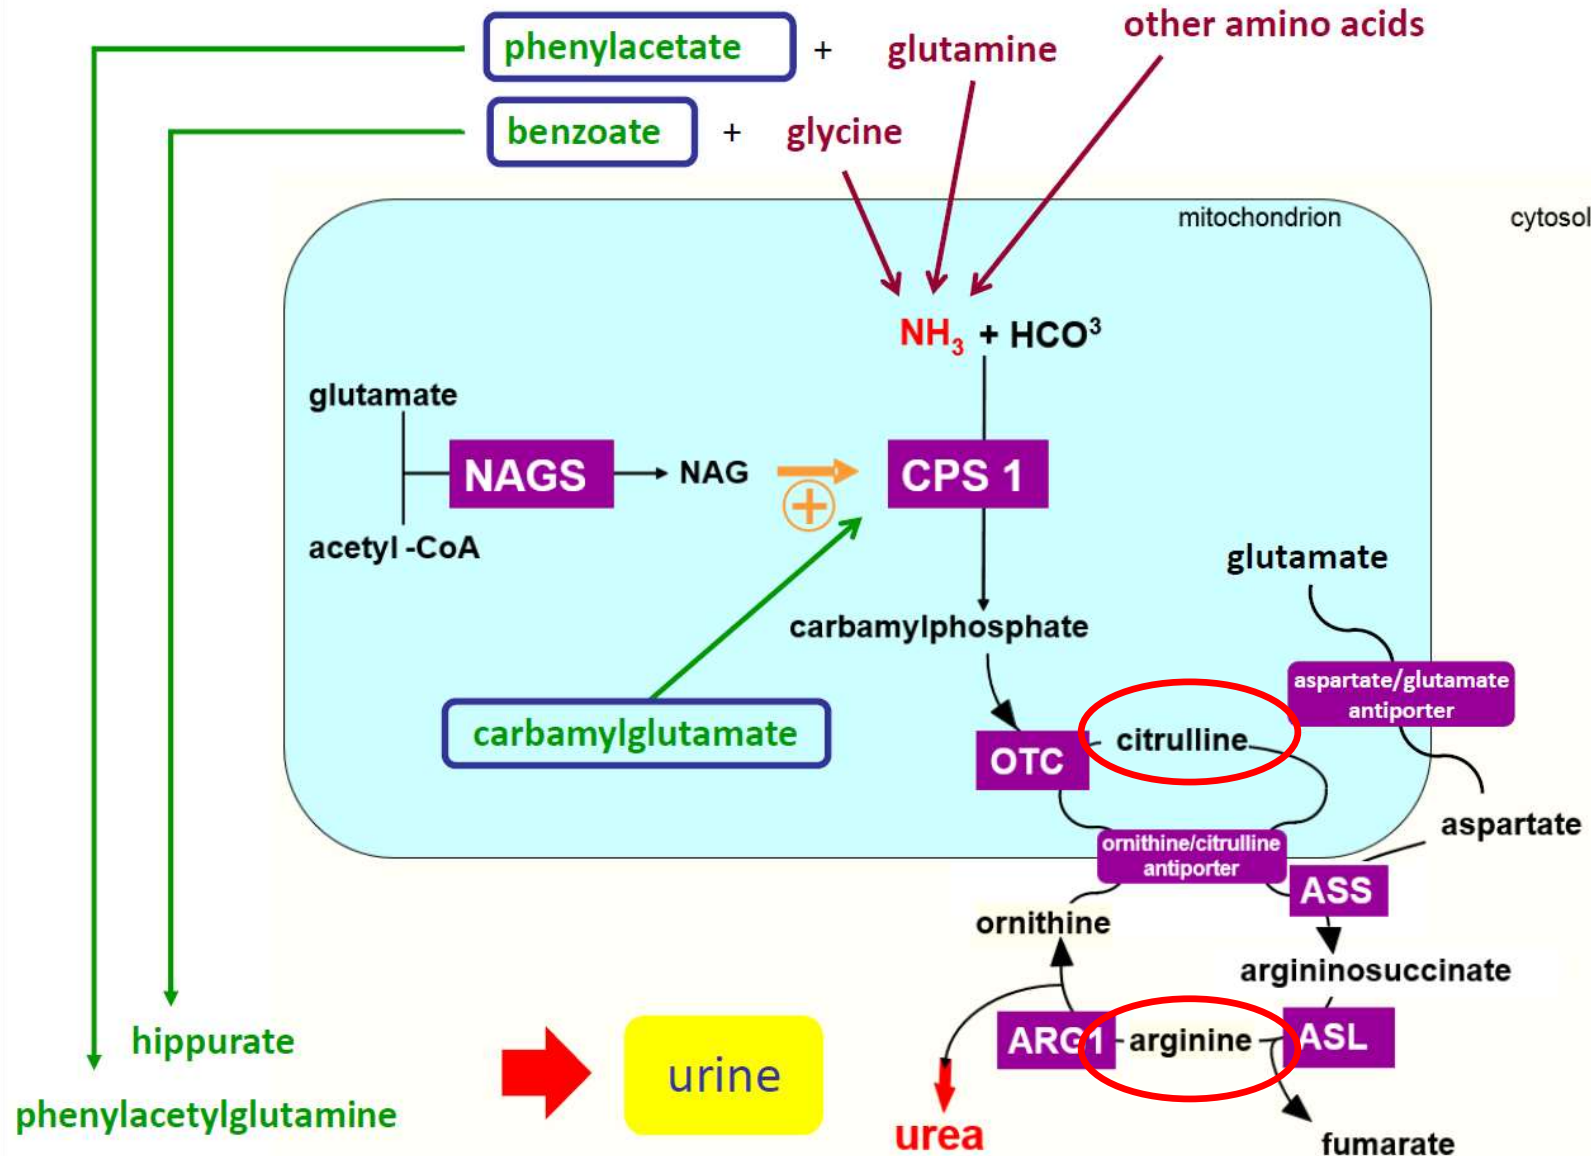 phenylacetate + glutamine
other amino acids
benzoate + glycine
mitochondrion
cytosol
NH₃ + HCO³
glutamate
NAGS
NAG
+
CPS 1
acetyl -CoA
glutamate
carbamylphosphate
aspartate/glutamate
antiporter
carbamylglutamate
OTC
citrulline
aspartate
ornithine/citrulline
antiporter
ASS
ornithine
argininosuccinate
ARG1
arginine
ASL
hippurate
urine
phenylacetylglutamine
urea
fumarate